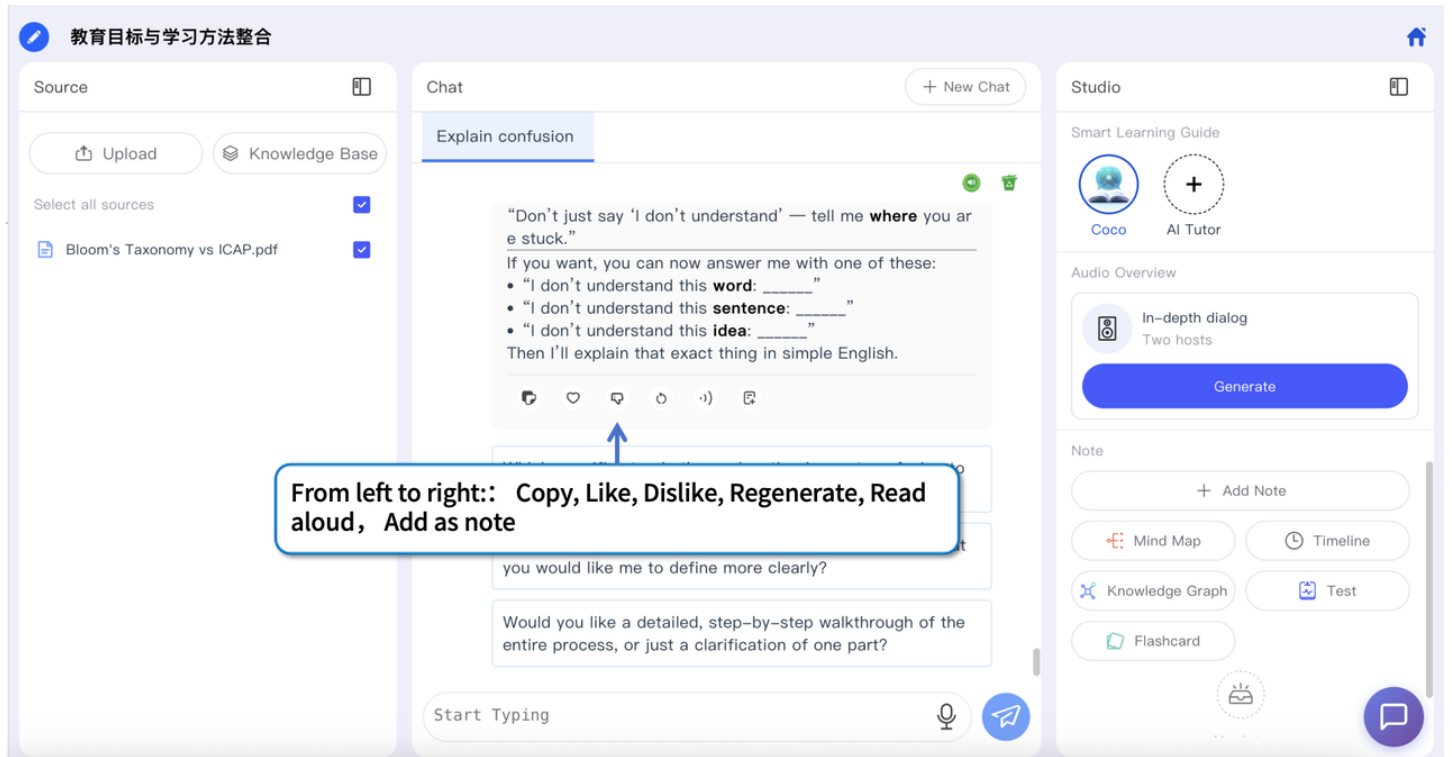 教育目标与学习方法整合
Source
Upload
Knowledge Base
Select all sources
Bloom's Taxonomy vs ICAP.pdf
Chat
+ New Chat
Explain confusion
“Don’t just say ‘I don’t understand’ — tell me where you ar
e stuck.”
If you want, you can now answer me with one of these:
• “I don’t understand this word: ______”
• “I don’t understand this sentence: ______”
• “I don’t understand this idea: ______”
Then I’ll explain that exact thing in simple English.
From left to right:: Copy, Like, Dislike, Regenerate, Read
aloud， Add as note
you would like me to define more clearly?
Would you like a detailed, step-by-step walkthrough of the
entire process, or just a clarification of one part?
Start Typing
Studio
Smart Learning Guide
Coco
AI Tutor
Audio Overview
In-depth dialog
Two hosts
Generate
Note
+ Add Note
Mind Map
Timeline
Knowledge Graph
Test
Flashcard